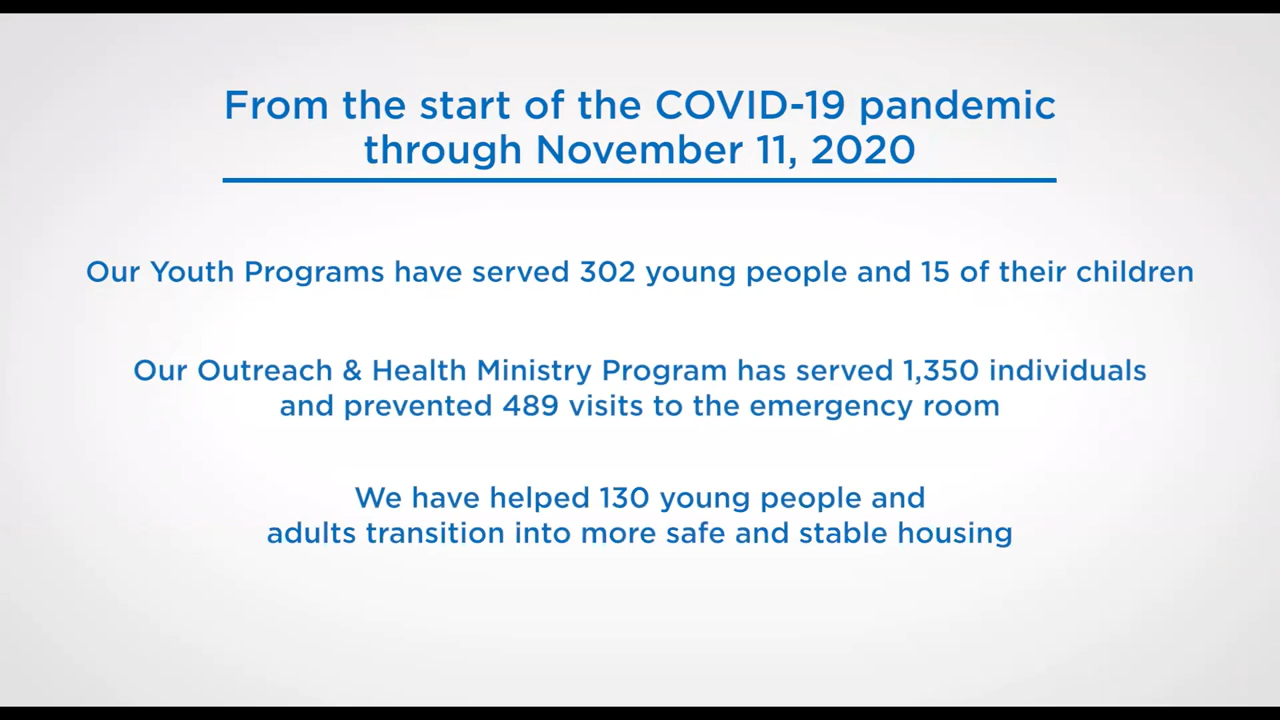 From the start of the COVID-19 pandemic
through November 11, 2020
Our Youth Programs have served 302 young people and 15 of their children
Our Outreach & Health Ministry Program has served 1,350 individuals
and prevented 489 visits to the emergency room
We have helped 130 young people and
adults transition into more safe and stable housing